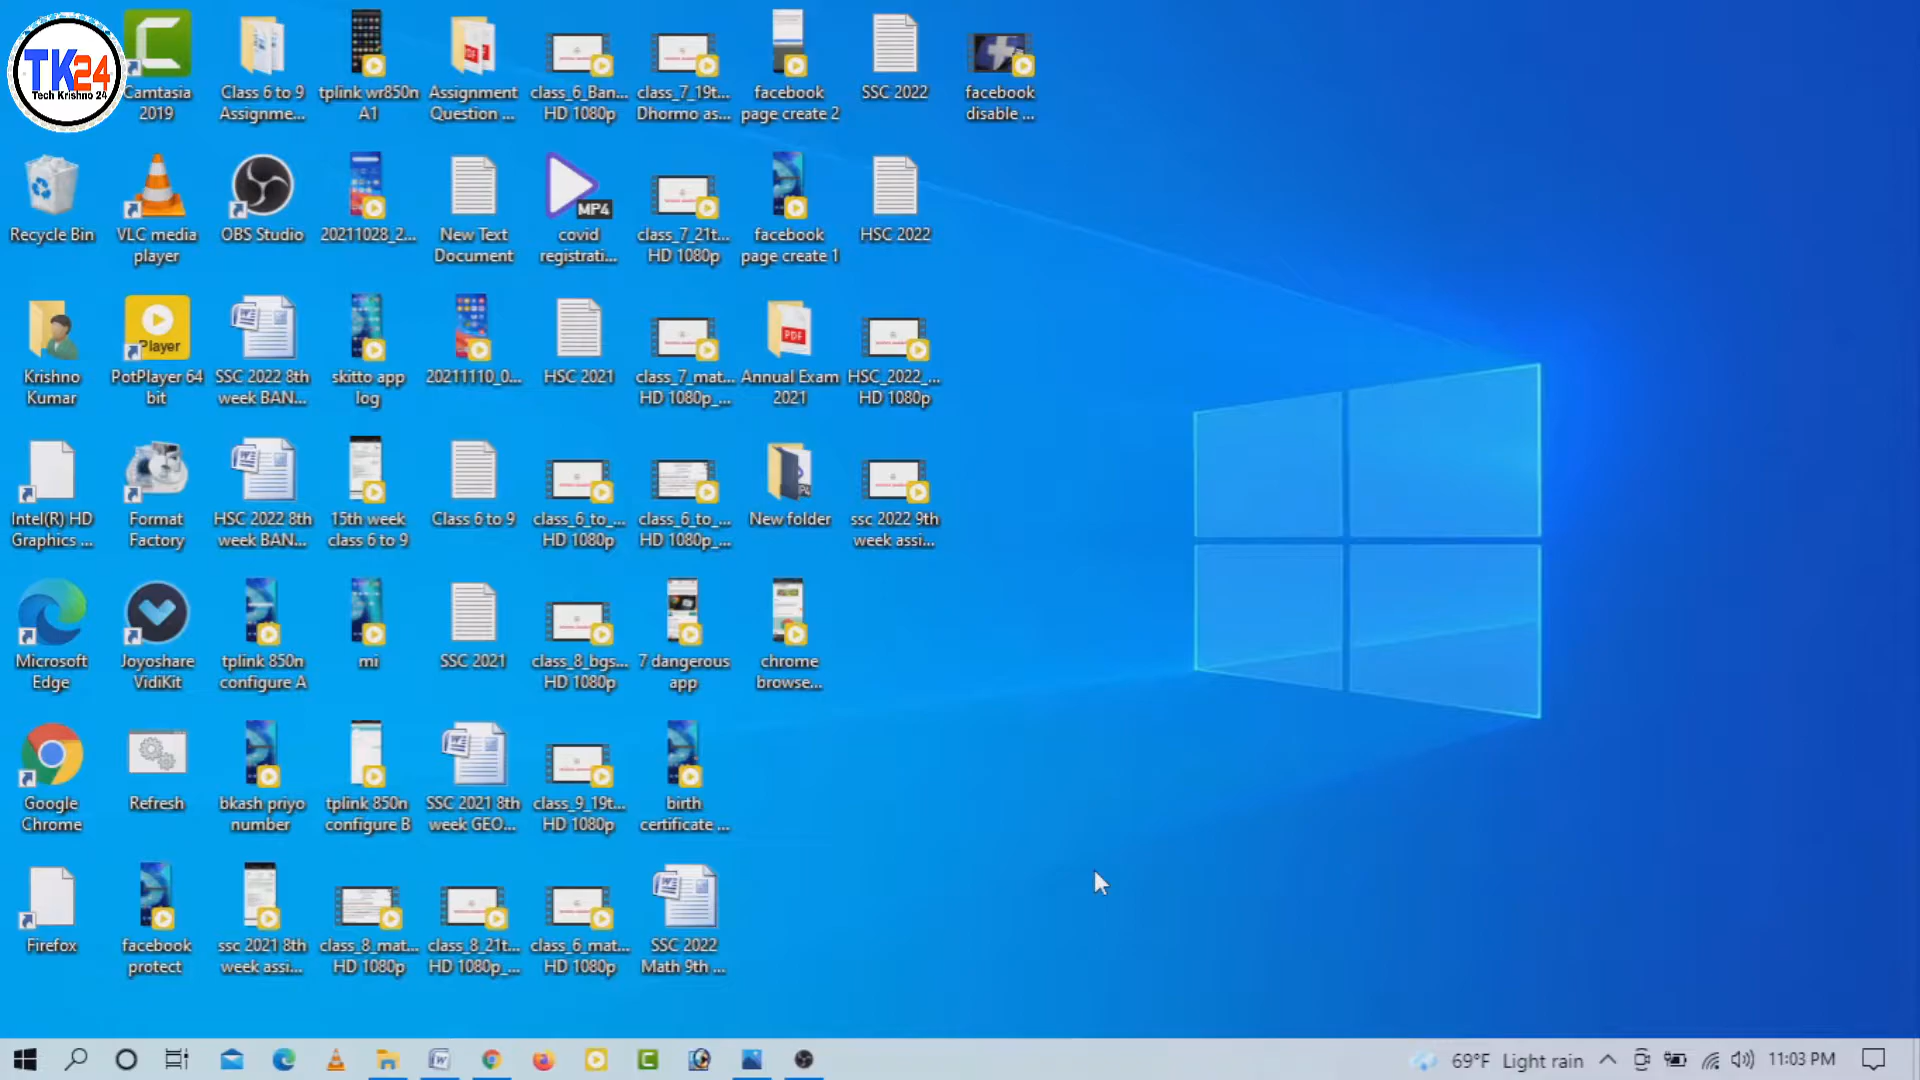 TK24
Tech Krishno 24
Camtasia
2019
Class 6 to 9
Assignme...
tplink wr850n
A1
Assignment
Question ...
class_6_Ban...
HD 1080p
class_7_19t...
Dhormo as...
facebook
page create 2
SSC 2022
facebook
disable ...
Recycle Bin
VLC media
player
OBS Studio
20211028_2...
New Text
Document
MP4
covid
registrati...
class_7_21t...
HD 1080p
facebook
page create 1
HSC 2022
Krishno
Kumar
Player
PotPlayer 64
bit
SSC 2022 8th
week BAN...
skitto app
log
20211110_0...
HSC 2021
class_7_mat...
HD 1080p_...
PDF
Annual Exam
2021
HSC_2022_...
HD 1080p
Intel(R) HD
Graphics ...
Format
Factory
HSC 2022 8th
week BAN...
15th week
class 6 to 9
Class 6 to 9
class_6_to_...
HD 1080p
class_6_to_...
HD 1080p_...
New folder
ssc 2022 9th
week assi...
Microsoft
Edge
Joyoshare
VidiKit
tplink 850n
configure A
mi
SSC 2021
class_8_bgs...
HD 1080p
7 dangerous
app
chrome
browse...
Google
Chrome
Refresh
bkash priyo
number
tplink 850n
configure B
SSC 2021 8th
week GEO...
class_9_19t...
HD 1080p
birth
certificate ...
Firefox
facebook
protect
ssc 2021 8th
week assi...
class_8_mat...
HD 1080p
class_8_21t...
HD 1080p_...
class_6_mat...
HD 1080p
SSC 2022
Math 9th ...
69°F Light rain
11:03 PM